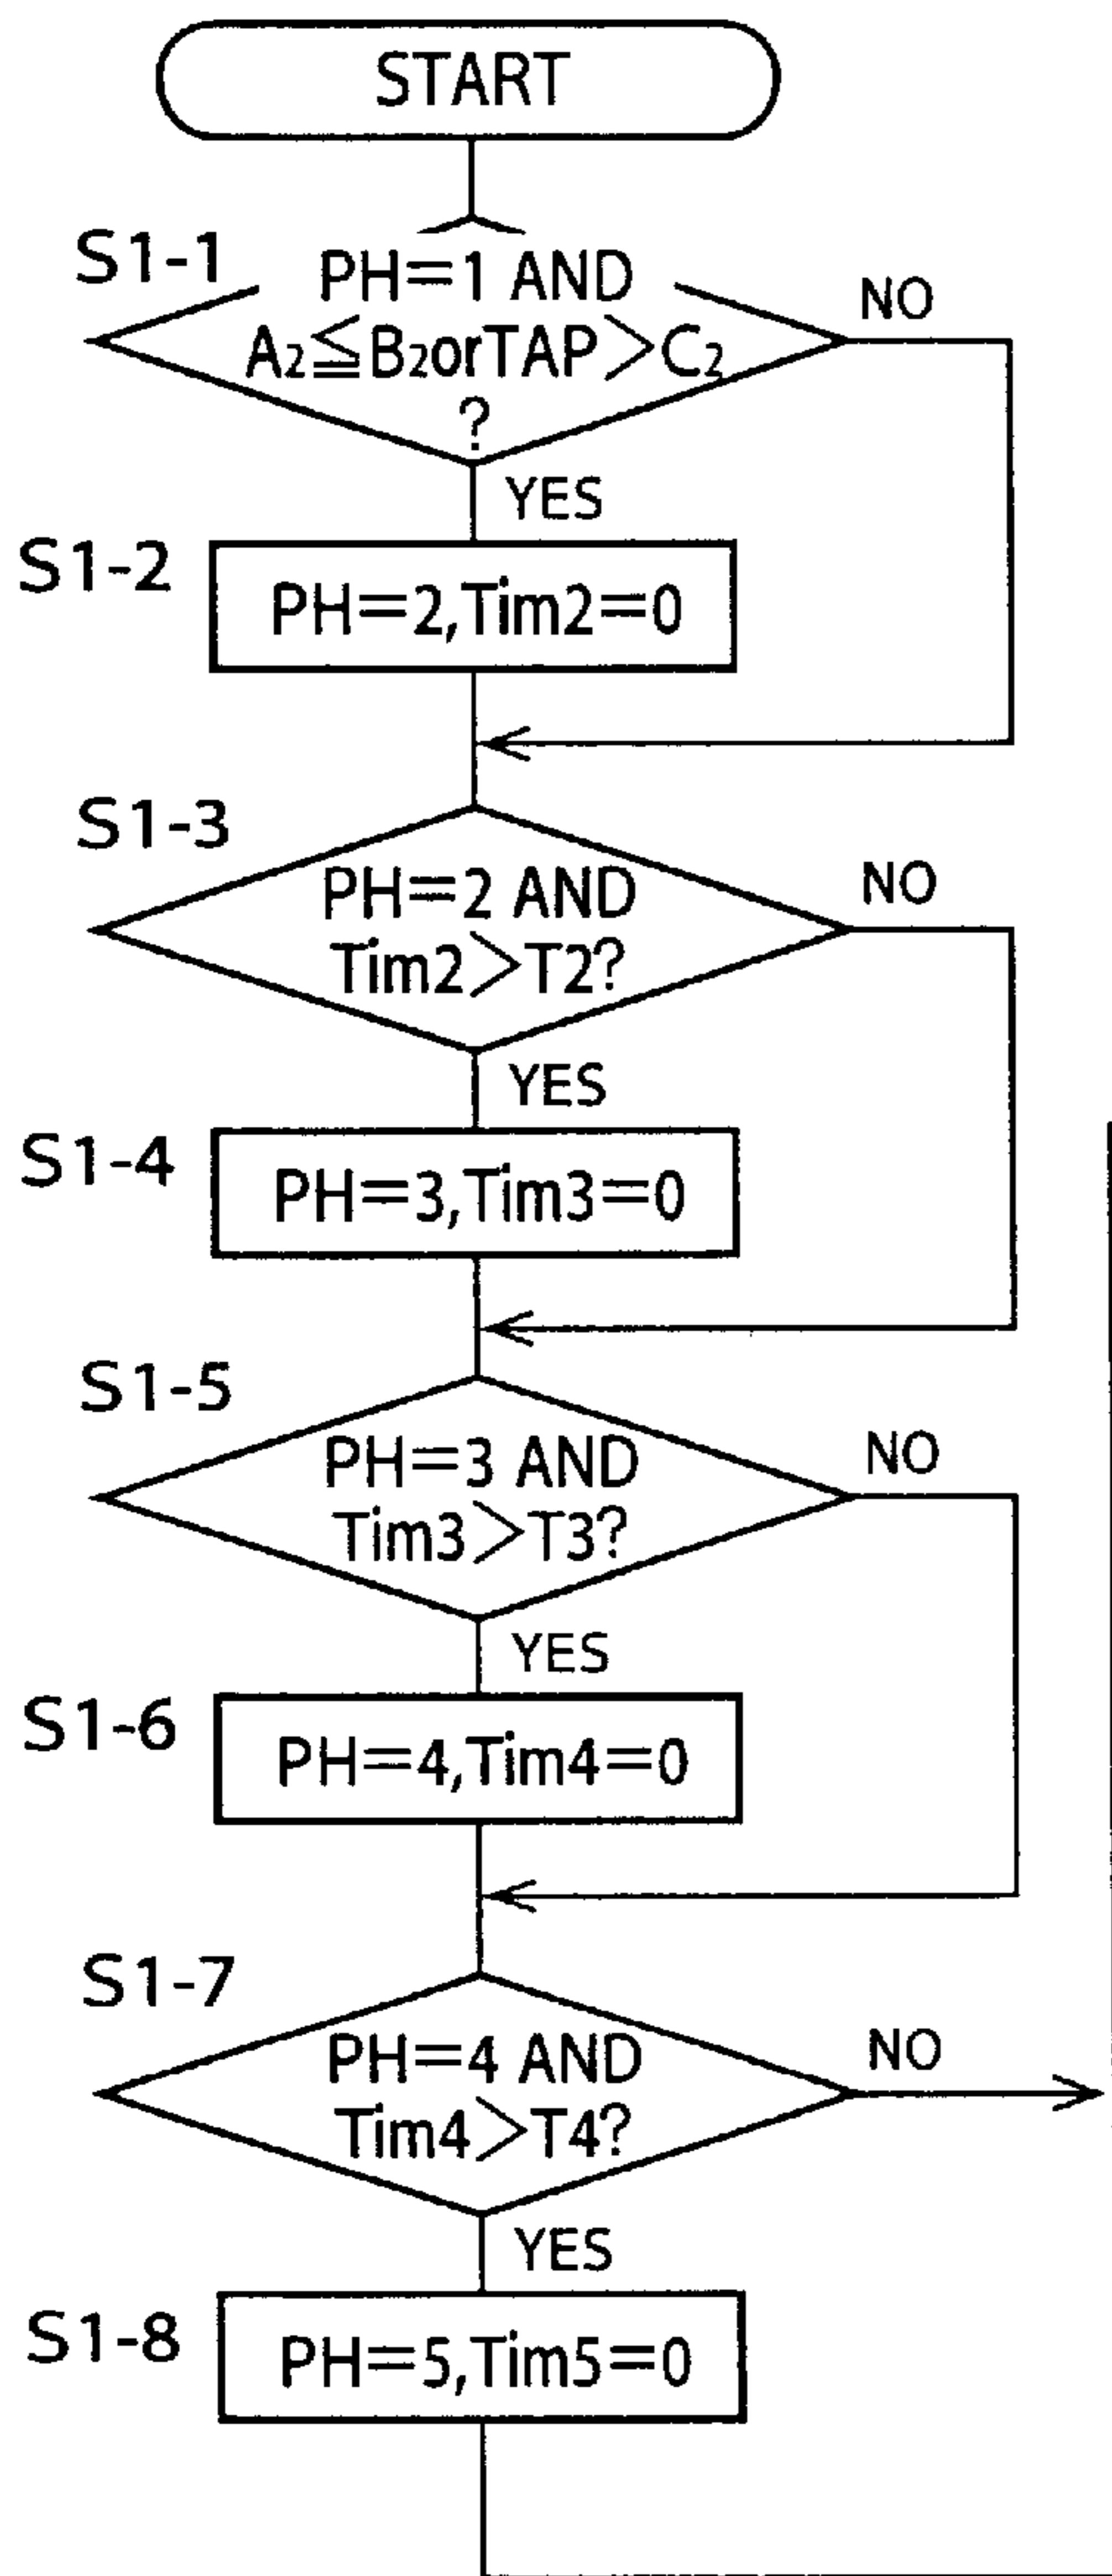 START
S1-1
PH=1 AND
A₂≦B₂orTAP>C₂
?
NO
YES
S1-2
PH=2,Tim2=0
S1-3
PH=2 AND
Tim2>T2?
NO
YES
S1-4
PH=3,Tim3=0
S1-5
PH=3 AND
Tim3>T3?
NO
YES
S1-6
PH=4,Tim4=0
S1-7
PH=4 AND
Tim4>T4?
NO
YES
S1-8
PH=5,Tim5=0